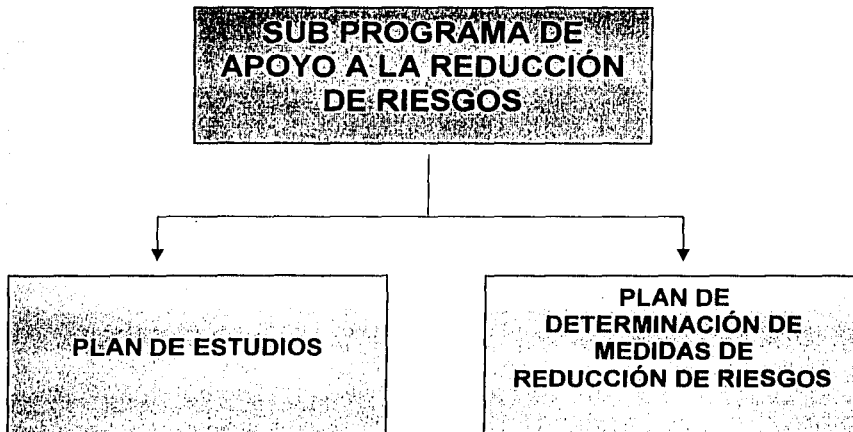 SUB PROGRAMA DE
APOYO A LA REDUCCIÓN
DE RIESGOS
PLAN DE ESTUDIOS
PLAN DE
DETERMINACIÓN DE
MEDIDAS DE
REDUCCIÓN DE RIESGOS